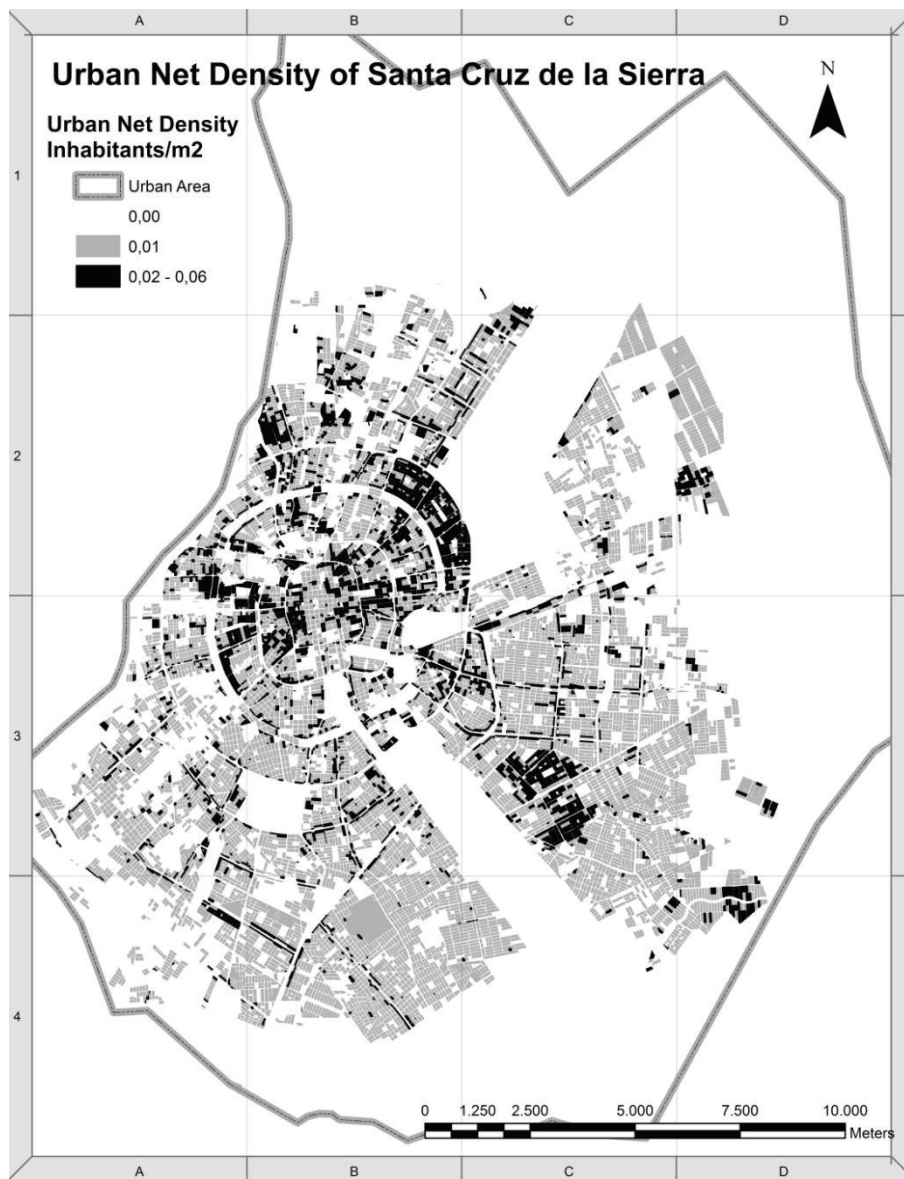 A B C D
Urban Net Density of Santa Cruz de la Sierra
N
Urban Net Density
Inhabitants/m2
Urban Area
0,00
0,01
0,02 - 0,06
1
2
3
4
0 1.250 2.500 5.000 7.500 10.000
Meters
A B C D